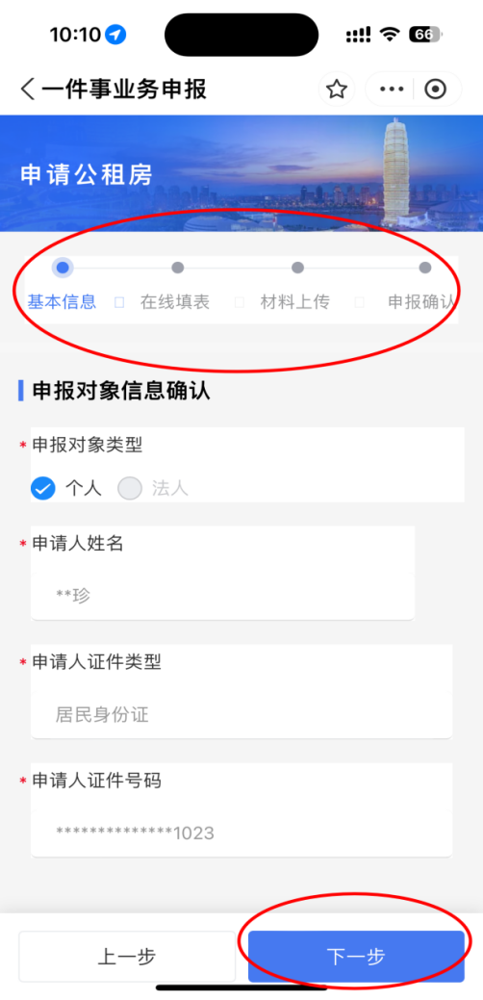 10:10 66
一件事业务申报
申请公租房
基本信息 在线填表 材料上传 申报确认
申报对象信息确认
* 申报对象类型
个人 法人
* 申请人姓名
**珍
* 申请人证件类型
居民身份证
* 申请人证件号码
**************1023
上一步 下一步